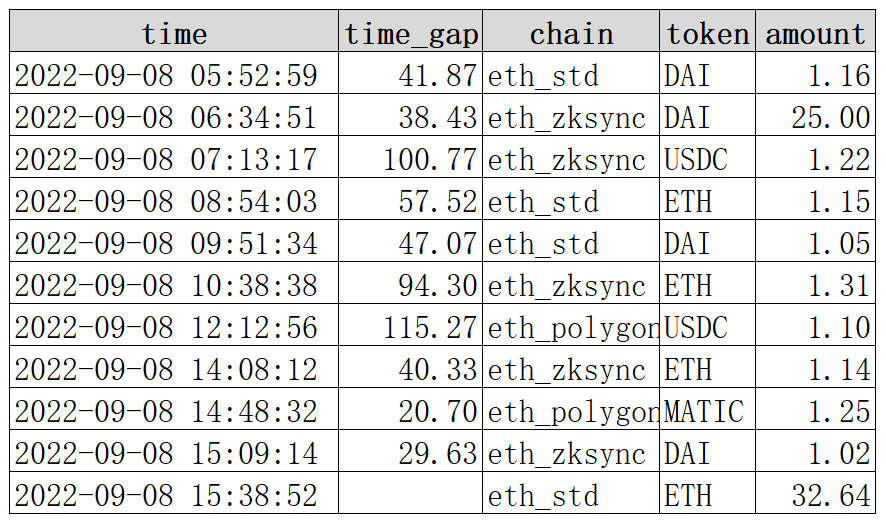 time time_gap chain token amount
2022-09-08 05:52:59 41.87 eth_std DAI 1.16
2022-09-08 06:34:51 38.43 eth_zksync DAI 25.00
2022-09-08 07:13:17 100.77 eth_zksync USDC 1.22
2022-09-08 08:54:03 57.52 eth_std ETH 1.15
2022-09-08 09:51:34 47.07 eth_std DAI 1.05
2022-09-08 10:38:38 94.30 eth_zksync ETH 1.31
2022-09-08 12:12:56 115.27 eth_polygon USDC 1.10
2022-09-08 14:08:12 40.33 eth_zksync ETH 1.14
2022-09-08 14:48:32 20.70 eth_polygon MATIC 1.25
2022-09-08 15:09:14 29.63 eth_zksync DAI 1.02
2022-09-08 15:38:52 eth_std ETH 32.64